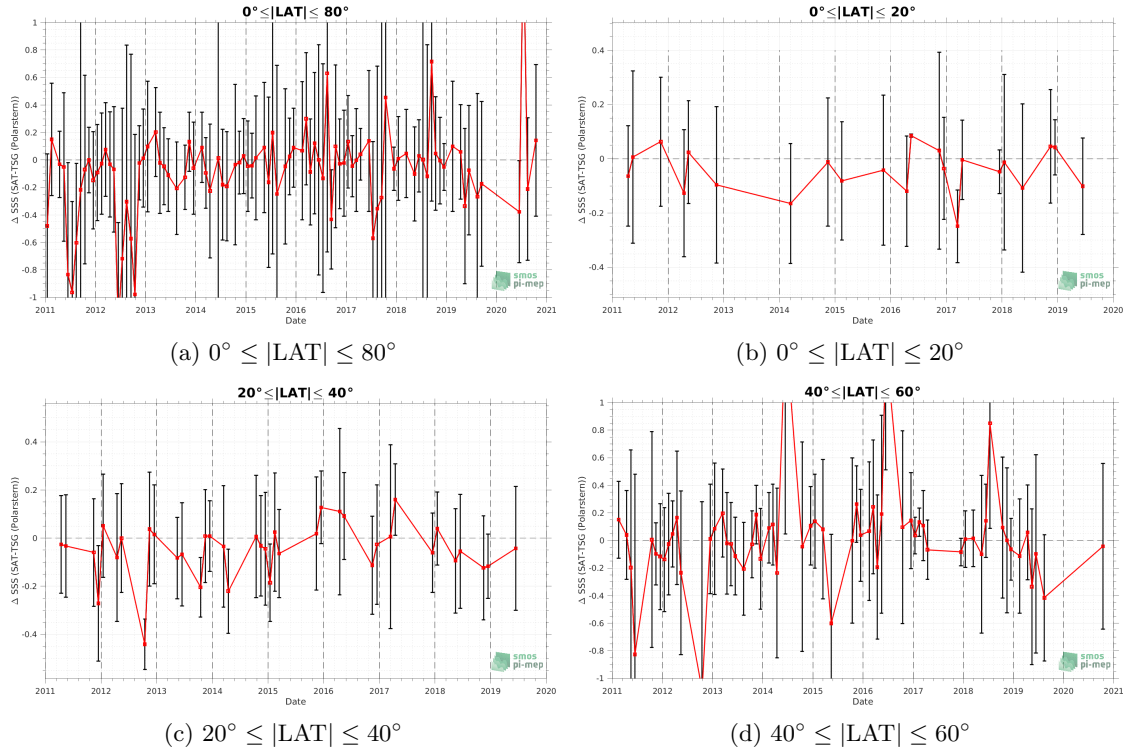 0°≤|LAT|≤ 80°
Δ SSS (SAT-TSG (Polarstern))
1
0.8
0.6
0.4
0.2
0
-0.2
-0.4
-0.6
-0.8
-1
2011 2012 2013 2014 2015 2016 2017 2018 2019 2020 2021
Date
smos
pi-mep
(a) 0° ≤ |LAT| ≤ 80°
0°≤|LAT|≤ 20°
Δ SSS (SAT-TSG (Polarstern))
0.4
0.2
0
-0.2
-0.4
2011 2012 2013 2014 2015 2016 2017 2018 2019 2020
Date
smos
pi-mep
(b) 0° ≤ |LAT| ≤ 20°
20°≤|LAT|≤ 40°
Δ SSS (SAT-TSG (Polarstern))
0.4
0.2
0
-0.2
-0.4
2011 2012 2013 2014 2015 2016 2017 2018 2019 2020
Date
smos
pi-mep
(c) 20° ≤ |LAT| ≤ 40°
40°≤|LAT|≤ 60°
Δ SSS (SAT-TSG (Polarstern))
1
0.8
0.6
0.4
0.2
0
-0.2
-0.4
-0.6
-0.8
-1
2011 2012 2013 2014 2015 2016 2017 2018 2019 2020 2021
Date
smos
pi-mep
(d) 40° ≤ |LAT| ≤ 60°